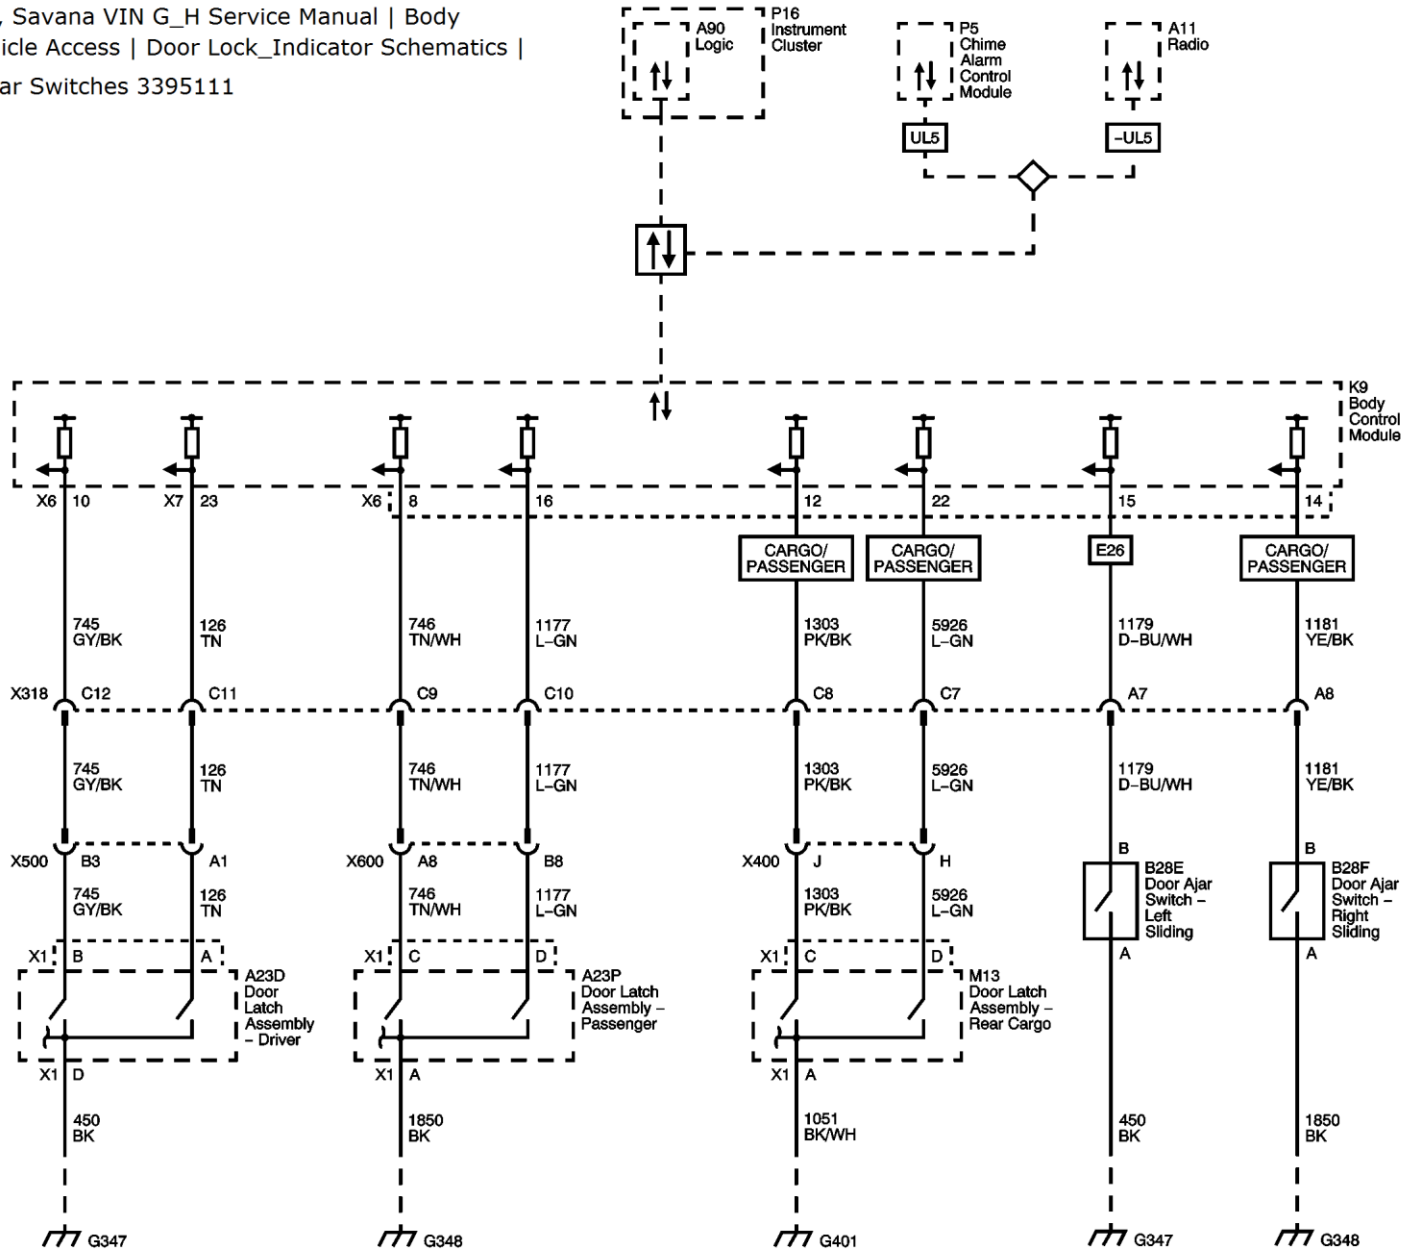 , Savana VIN G_H Service Manual | Body
icle Access | Door Lock_Indicator Schematics |
ar Switches 3395111
A90
Logic
P16
Instrument
Cluster
P5
Chime
Alarm
Control
Module
A11
Radio
UL5
-UL5
K9
Body
Control
Module
X6 10
X7 23
X6 8
16
12
22
15
14
CARGO/
PASSENGER
CARGO/
PASSENGER
E26
CARGO/
PASSENGER
745
GY/BK
126
TN
746
TN/WH
1177
L-GN
1303
PK/BK
5926
L-GN
1179
D-BU/WH
1181
YE/BK
X318 C12 C11 C9 C10 C8 C7 A7 A8
745
GY/BK
126
TN
746
TN/WH
1177
L-GN
1303
PK/BK
5926
L-GN
1179
D-BU/WH
1181
YE/BK
X500 B3 A1
X600 A8 B8
X400 J H
B
B
745
GY/BK
126
TN
746
TN/WH
1177
L-GN
1303
PK/BK
5926
L-GN
B28E
Door Ajar
Switch -
Left
Sliding
B28F
Door Ajar
Switch -
Right
Sliding
A
A
X1 B A
X1 C D
X1 C D
A23D
Door
Latch
Assembly
- Driver
A23P
Door Latch
Assembly -
Passenger
M13
Door Latch
Assembly -
Rear Cargo
X1 D
X1 A
X1 A
450
BK
1850
BK
1051
BK/WH
450
BK
1850
BK
G347
G348
G401
G347
G348